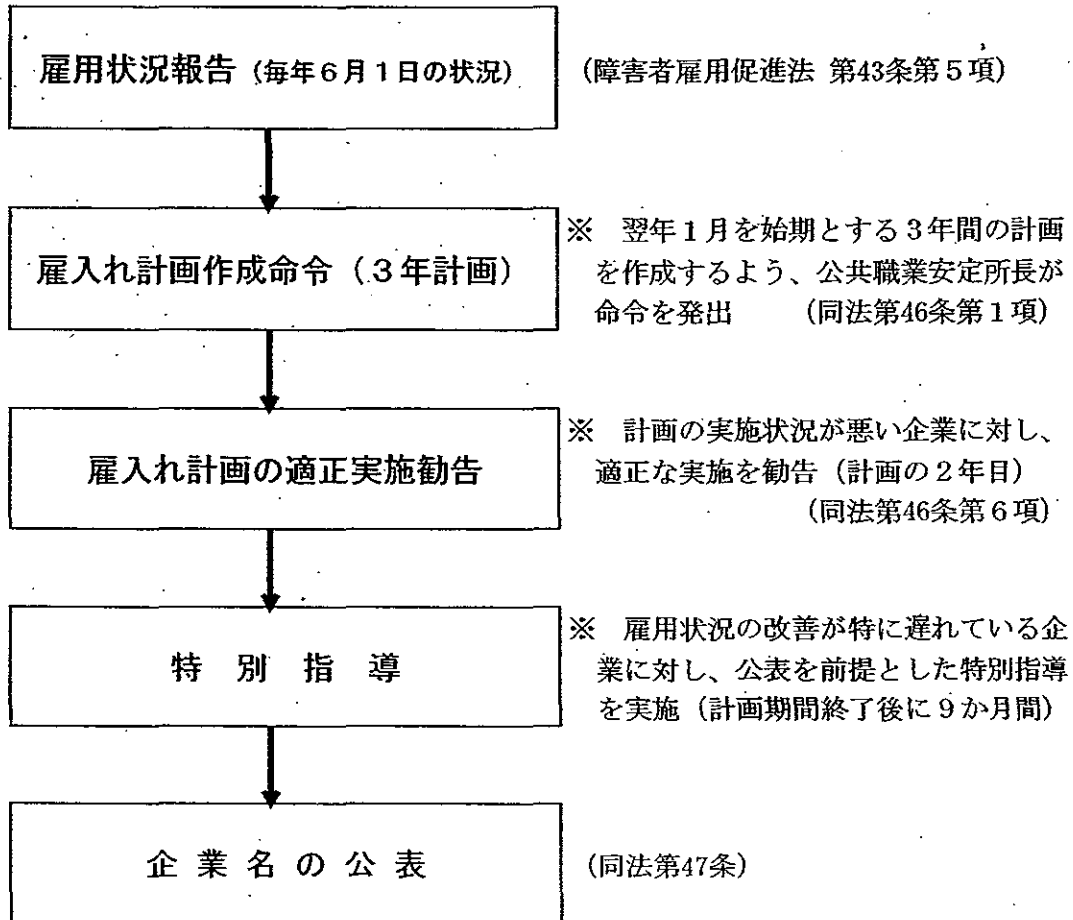 雇用状況報告（毎年６月１日の状況）
（障害者雇用促進法 第43条第５項）
雇入れ計画作成命令（３年計画）
※　翌年１月を始期とする３年間の計画
を作成するよう、公共職業安定所長が
命令を発出　　（同法第46条第１項）
雇入れ計画の適正実施勧告
※　計画の実施状況が悪い企業に対し、
適正な実施を勧告（計画の２年目）
（同法第46条第６項）
特　別　指　導
※　雇用状況の改善が特に遅れている企
業に対し、公表を前提とした特別指導
を実施（計画期間終了後に９か月間）
企 業 名 の 公 表
（同法第47条）